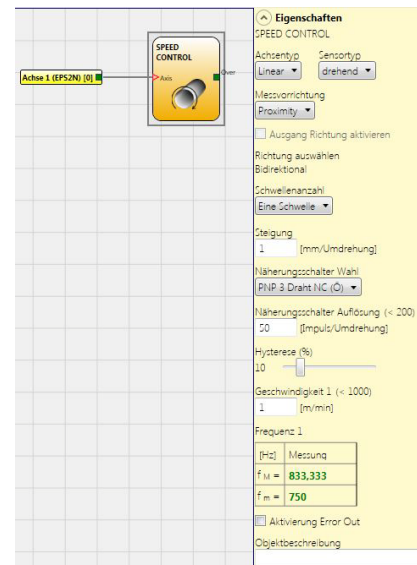 SPEED
CONTROL
Achse 1 (EPS2N) [0]
Axis
Over
Eigenschaften
SPEED CONTROL
Achsentyp Sensortyp
Linear drehend
Messvorrichtung
Proximity
Ausgang Richtung aktivieren
Richtung auswählen
Bidirektional
Schwellenanzahl
Eine Schwelle
Steigung
1 [mm/Umdrehung]
Näherungsschalter Wahl
PNP 3 Draht NC (Ö)
Näherungsschalter Auflösung (< 200)
50 [Impuls/Umdrehung]
Hysterese (%)
10
Geschwindigkeit 1 (< 1000)
1 [m/min]
Frequenz 1
[Hz] Messung
f M = 833,333
f m = 750
Aktivierung Error Out
Objektbeschreibung